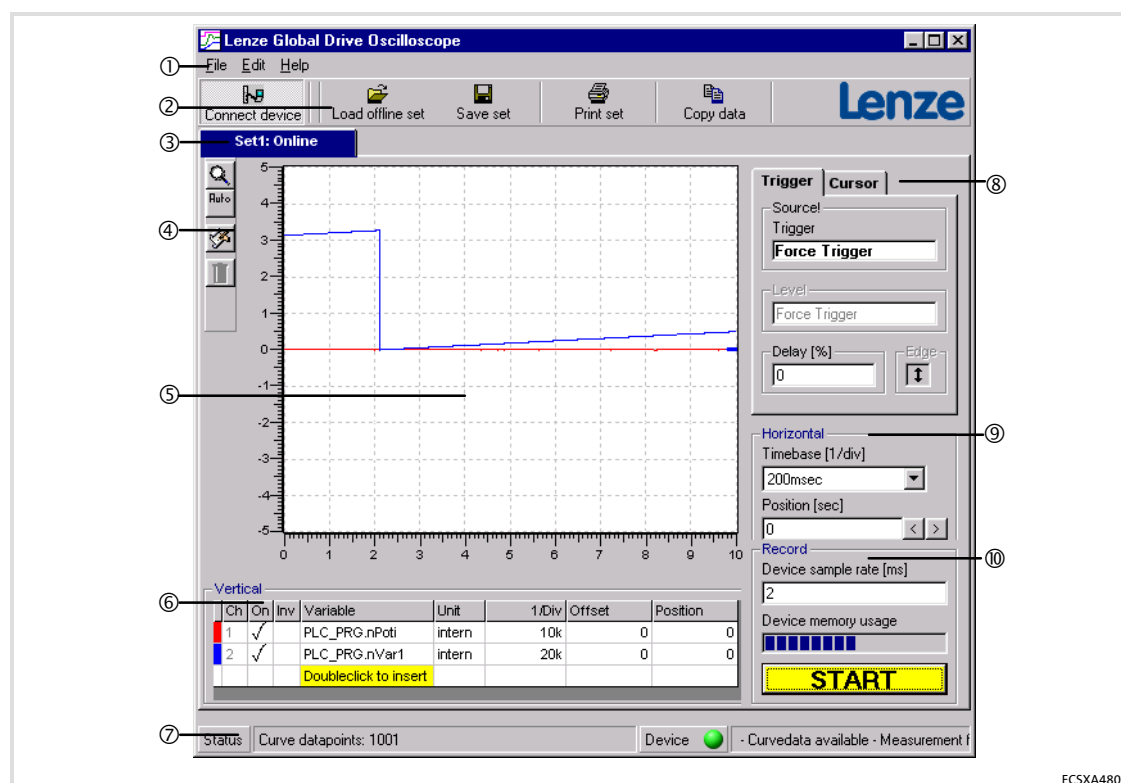 Lenze Global Drive Oscilloscope
① File Edit Help
② Connect device Load offline set Save set Print set Copy data Lenze
③ Set1: Online
Auto
④
⑤
5
4
3
2
1
0
-1
-2
-3
-4
-5
0 1 2 3 4 5 6 7 8 9 10
Trigger Cursor ⑧
Source!
Trigger
Force Trigger
Level
Force Trigger
Delay [%] Edge
0
Horizontal ⑨
Timebase [1/div]
200msec
Position [sec]
0 < >
Record ⑩
Device sample rate [ms]
2
Device memory usage
START
Vertical
⑥ Ch On Inv Variable Unit 1/Div Offset Position
1 √ PLC_PRG.nPoti intern 10k 0 0
2 √ PLC_PRG.nVar1 intern 20k 0 0
Doubleclick to insert
⑦ Status Curve datapoints: 1001 Device - Curvedata available - Measurement f
ECSXA480